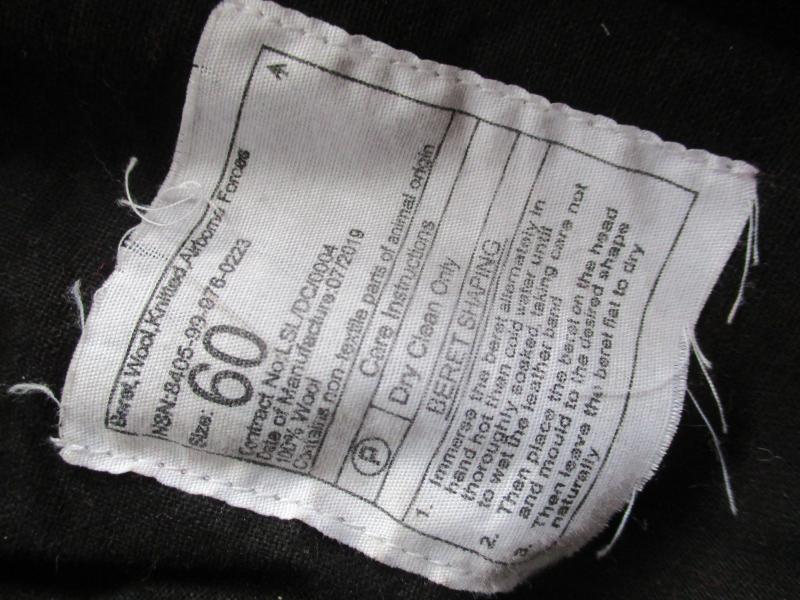 Beret, Wool, Knitted, Airborne Forces
NSN:8405-99-976-0223
Size: 60
Contract No:LSL/DC/0004
Date of Manufacture-07/2019
100% Wool
Contains non-textile parts of animal origin
Care Instructions
P Dry Clean Only
BERET SHAPING
1. Immerse the beret alternately in
hand hot then cold water until
thoroughly soaked, taking care not
to wet the leather band
2. Then place the beret on the head
and mould to the desired shape
3. Then leave the beret flat to dry
naturally